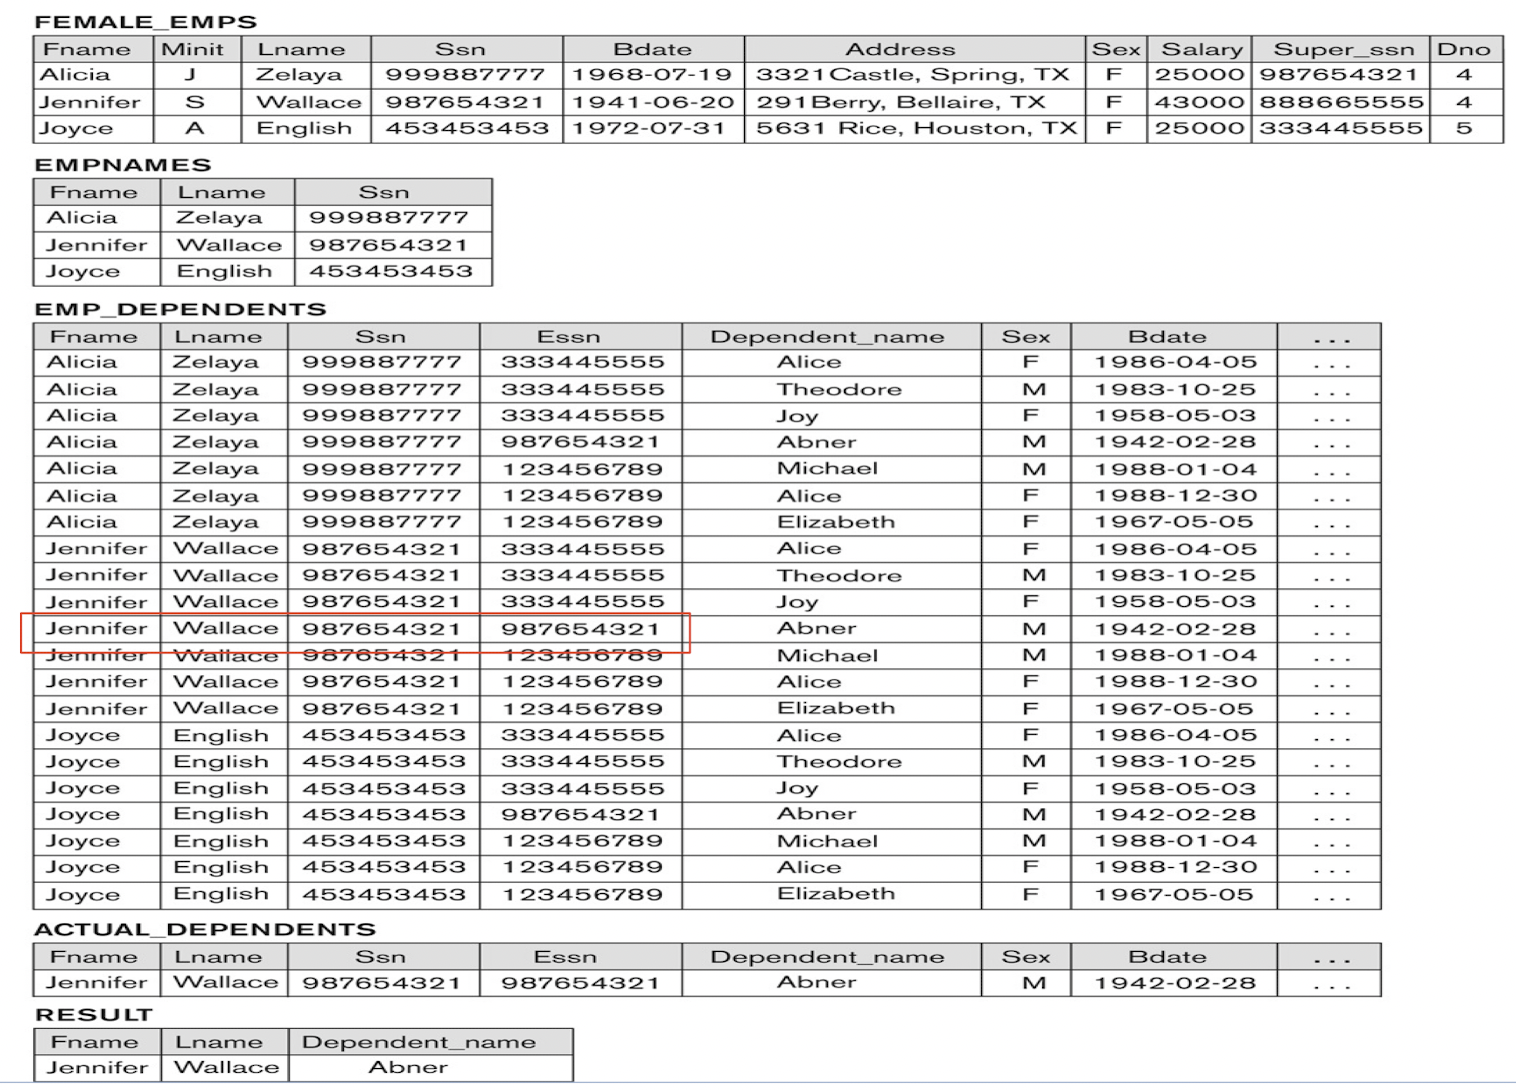 FEMALE_EMPS
Fname Minit Lname Ssn Bdate Address Sex Salary Super_ssn Dno
Alicia J Zelaya 999887777 1968-07-19 3321Castle, Spring, TX F 25000 987654321 4
Jennifer S Wallace 987654321 1941-06-20 291Berry, Bellaire, TX F 43000 888665555 4
Joyce A English 453453453 1972-07-31 5631 Rice, Houston, TX F 25000 333445555 5
EMPNAMES
Fname Lname Ssn
Alicia Zelaya 999887777
Jennifer Wallace 987654321
Joyce English 453453453
EMP_DEPENDENTS
Fname Lname Ssn Essn Dependent_name Sex Bdate ...
Alicia Zelaya 999887777 333445555 Alice F 1986-04-05 ...
Alicia Zelaya 999887777 333445555 Theodore M 1983-10-25 ...
Alicia Zelaya 999887777 333445555 Joy F 1958-05-03 ...
Alicia Zelaya 999887777 987654321 Abner M 1942-02-28 ...
Alicia Zelaya 999887777 123456789 Michael M 1988-01-04 ...
Alicia Zelaya 999887777 123456789 Alice F 1988-12-30 ...
Alicia Zelaya 999887777 123456789 Elizabeth F 1967-05-05 ...
Jennifer Wallace 987654321 333445555 Alice F 1986-04-05 ...
Jennifer Wallace 987654321 333445555 Theodore M 1983-10-25 ...
Jennifer Wallace 987654321 333445555 Joy F 1958-05-03 ...
Jennifer Wallace 987654321 987654321 Abner M 1942-02-28 ...
Jennifer Wallace 987654321 123456789 Michael M 1988-01-04 ...
Jennifer Wallace 987654321 123456789 Alice F 1988-12-30 ...
Jennifer Wallace 987654321 123456789 Elizabeth F 1967-05-05 ...
Joyce English 453453453 333445555 Alice F 1986-04-05 ...
Joyce English 453453453 333445555 Theodore M 1983-10-25 ...
Joyce English 453453453 333445555 Joy F 1958-05-03 ...
Joyce English 453453453 987654321 Abner M 1942-02-28 ...
Joyce English 453453453 123456789 Michael M 1988-01-04 ...
Joyce English 453453453 123456789 Alice F 1988-12-30 ...
Joyce English 453453453 123456789 Elizabeth F 1967-05-05 ...
ACTUAL_DEPENDENTS
Fname Lname Ssn Essn Dependent_name Sex Bdate ...
Jennifer Wallace 987654321 987654321 Abner M 1942-02-28 ...
RESULT
Fname Lname Dependent_name
Jennifer Wallace Abner